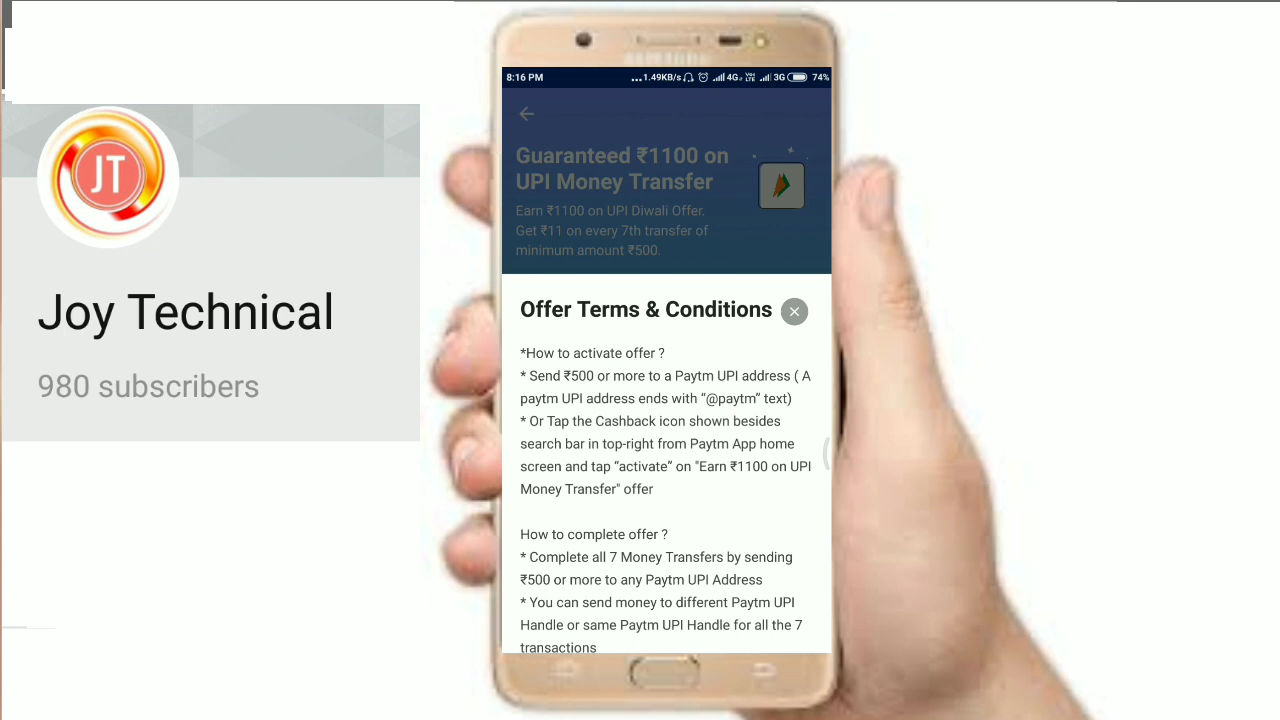 JT
Joy Technical
980 subscribers
8:16 PM
...1.49KB/s 4G VoLTE 3G 74%
Guaranteed ₹1100 on
UPI Money Transfer
Earn ₹1100 on UPI Diwali Offer.
Get ₹11 on every 7th transfer of
minimum amount ₹500.
Offer Terms & Conditions
*How to activate offer ?
* Send ₹500 or more to a Paytm UPI address ( A
paytm UPI address ends with “@paytm” text)
* Or Tap the Cashback icon shown besides
search bar in top-right from Paytm App home
screen and tap “activate” on "Earn ₹1100 on UPI
Money Transfer" offer
How to complete offer ?
* Complete all 7 Money Transfers by sending
₹500 or more to any Paytm UPI Address
* You can send money to different Paytm UPI
Handle or same Paytm UPI Handle for all the 7
transactions